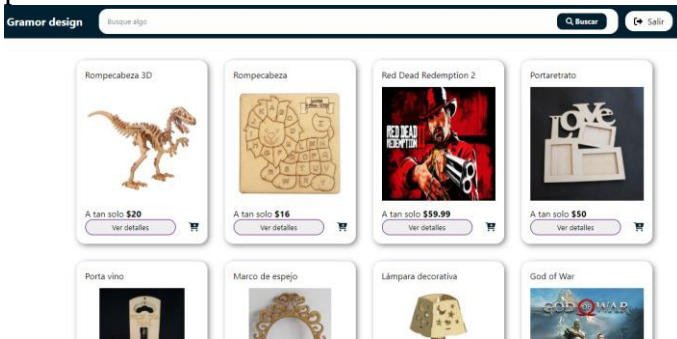 Gramor design
Busque algo
Buscar
Salir
Rompecabeza 3D
Rompecabeza
Red Dead Redemption 2
Portaretrato
RED DEAD
REDEMPTION II
LOVe
A tan solo $20
A tan solo $16
A tan solo $59.99
A tan solo $50
Ver detalles
Ver detalles
Ver detalles
Ver detalles
Porta vino
Marco de espejo
Lámpara decorativa
God of War
GOD OF WAR